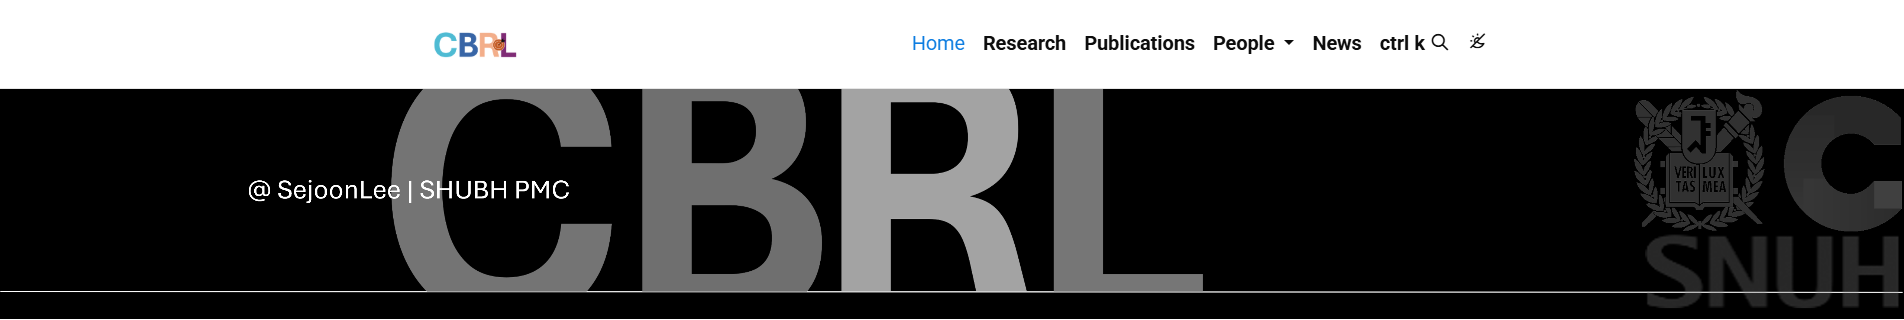 CBRL
Home Research Publications People News ctrl k
CBRL
@ SejoonLee | SHUBH PMC
VERI LUX
TAS MEA
C
SNUH